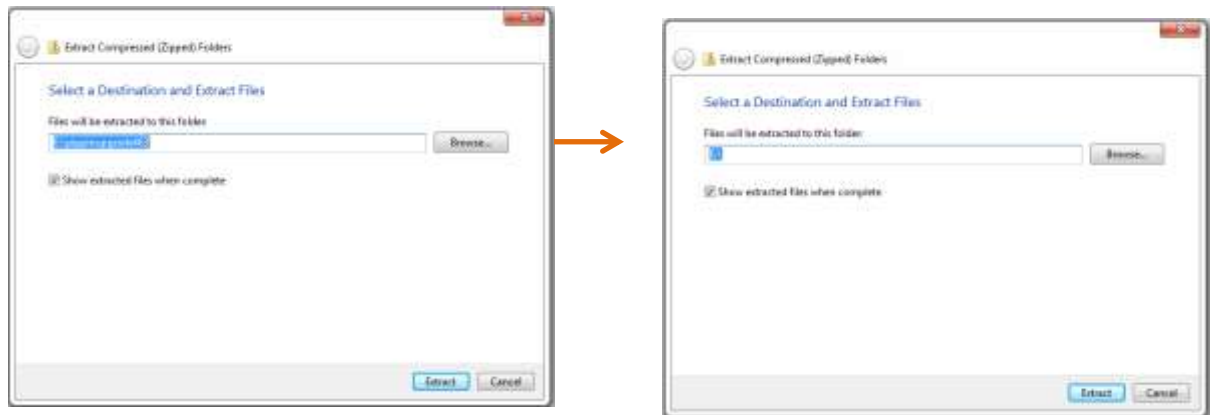 Extract Compressed (Zipped) Folders
Select a Destination and Extract Files
Files will be extracted to this folder:
Browse...
Show extracted files when complete
Extract
Cancel
Extract Compressed (Zipped) Folders
Select a Destination and Extract Files
Files will be extracted to this folder:
Browse...
Show extracted files when complete
Extract
Cancel